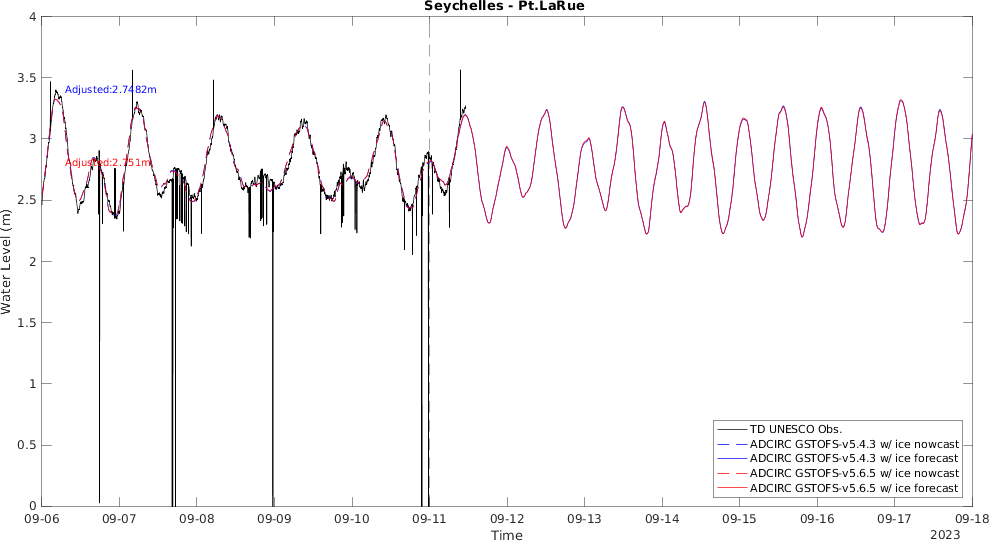 Seychelles - Pt.LaRue
Water Level (m)
4
3.5
3
2.5
2
1.5
1
0.5
0
Adjusted:2.7482m
Adjusted:2.751m
TD UNESCO Obs.
ADCIRC GSTOFS-v5.4.3 w/ ice nowcast
ADCIRC GSTOFS-v5.4.3 w/ ice forecast
ADCIRC GSTOFS-v5.6.5 w/ ice nowcast
ADCIRC GSTOFS-v5.6.5 w/ ice forecast
09-06 09-07 09-08 09-09 09-10 09-11 09-12 09-13 09-14 09-15 09-16 09-17 09-18
Time
2023